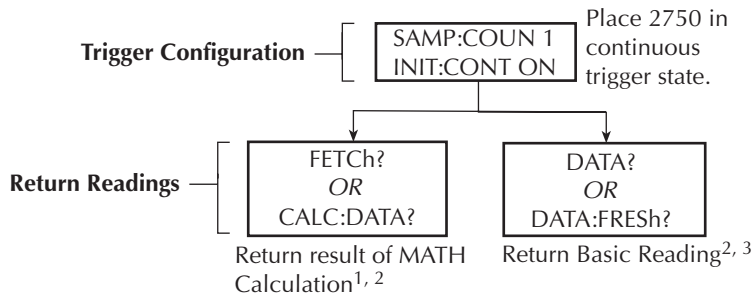 Trigger Configuration
SAMP:COUN 1
INIT:CONT ON
Place 2750 in
continuous
trigger state.
Return Readings
FETCh?
OR
CALC:DATA?
Return result of MATH
Calculation1, 2
DATA?
OR
DATA:FRESh?
Return Basic Reading2, 3